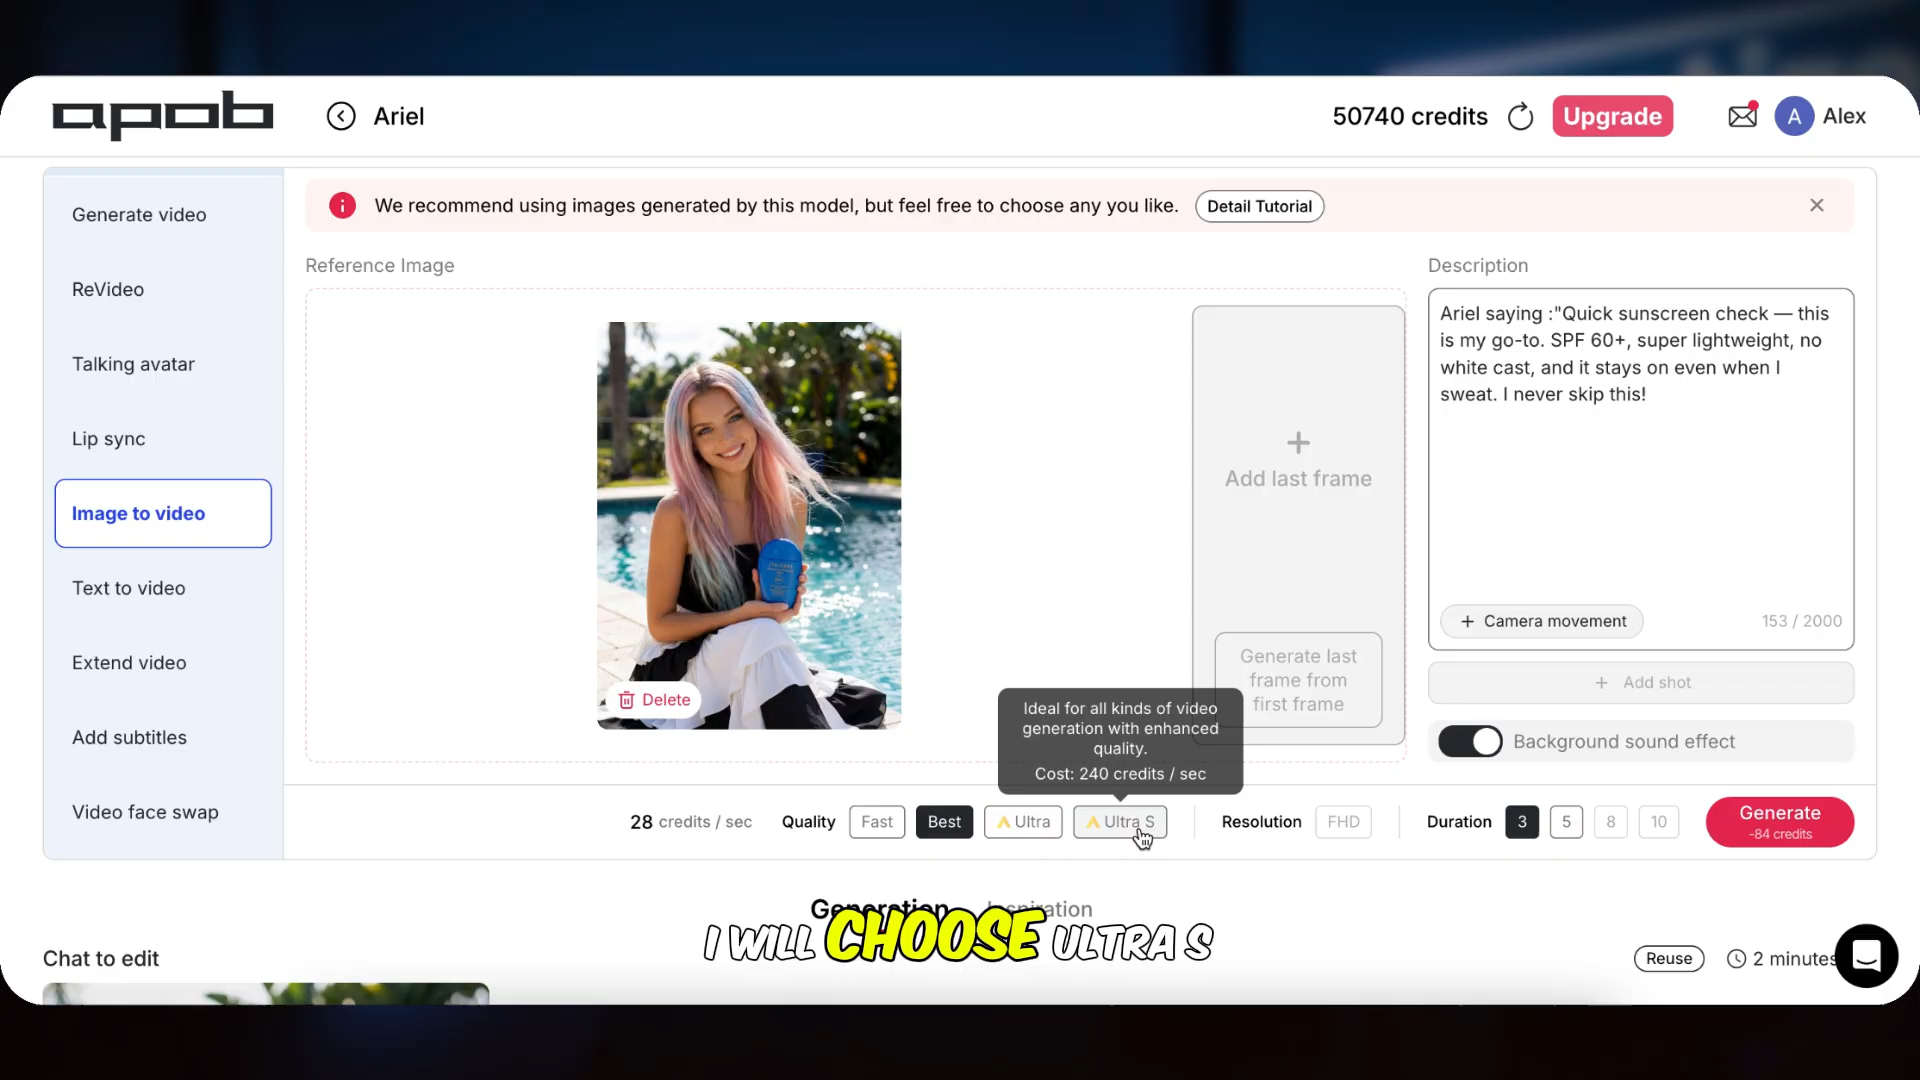 apob
Ariel
50740 credits
Upgrade
A
Alex
Generate video
ReVideo
Talking avatar
Lip sync
Image to video
Text to video
Extend video
Add subtitles
Video face swap
We recommend using images generated by this model, but feel free to choose any you like.
Detail Tutorial
Reference Image
Delete
Add last frame
Generate last
frame from
first frame
Description
Ariel saying :"Quick sunscreen check — this
is my go-to. SPF 60+, super lightweight, no
white cast, and it stays on even when I
sweat. I never skip this!
Camera movement
153 / 2000
Add shot
Background sound effect
Ideal for all kinds of video
generation with enhanced
quality.
Cost: 240 credits / sec
28 credits / sec
Quality
Fast
Best
Ultra
Ultra S
Resolution
FHD
Duration
3
5
8
10
Generate
-84 credits
Generation
Inspiration
I WILL CHOOSE ULTRA S
Chat to edit
Reuse
2 minutes